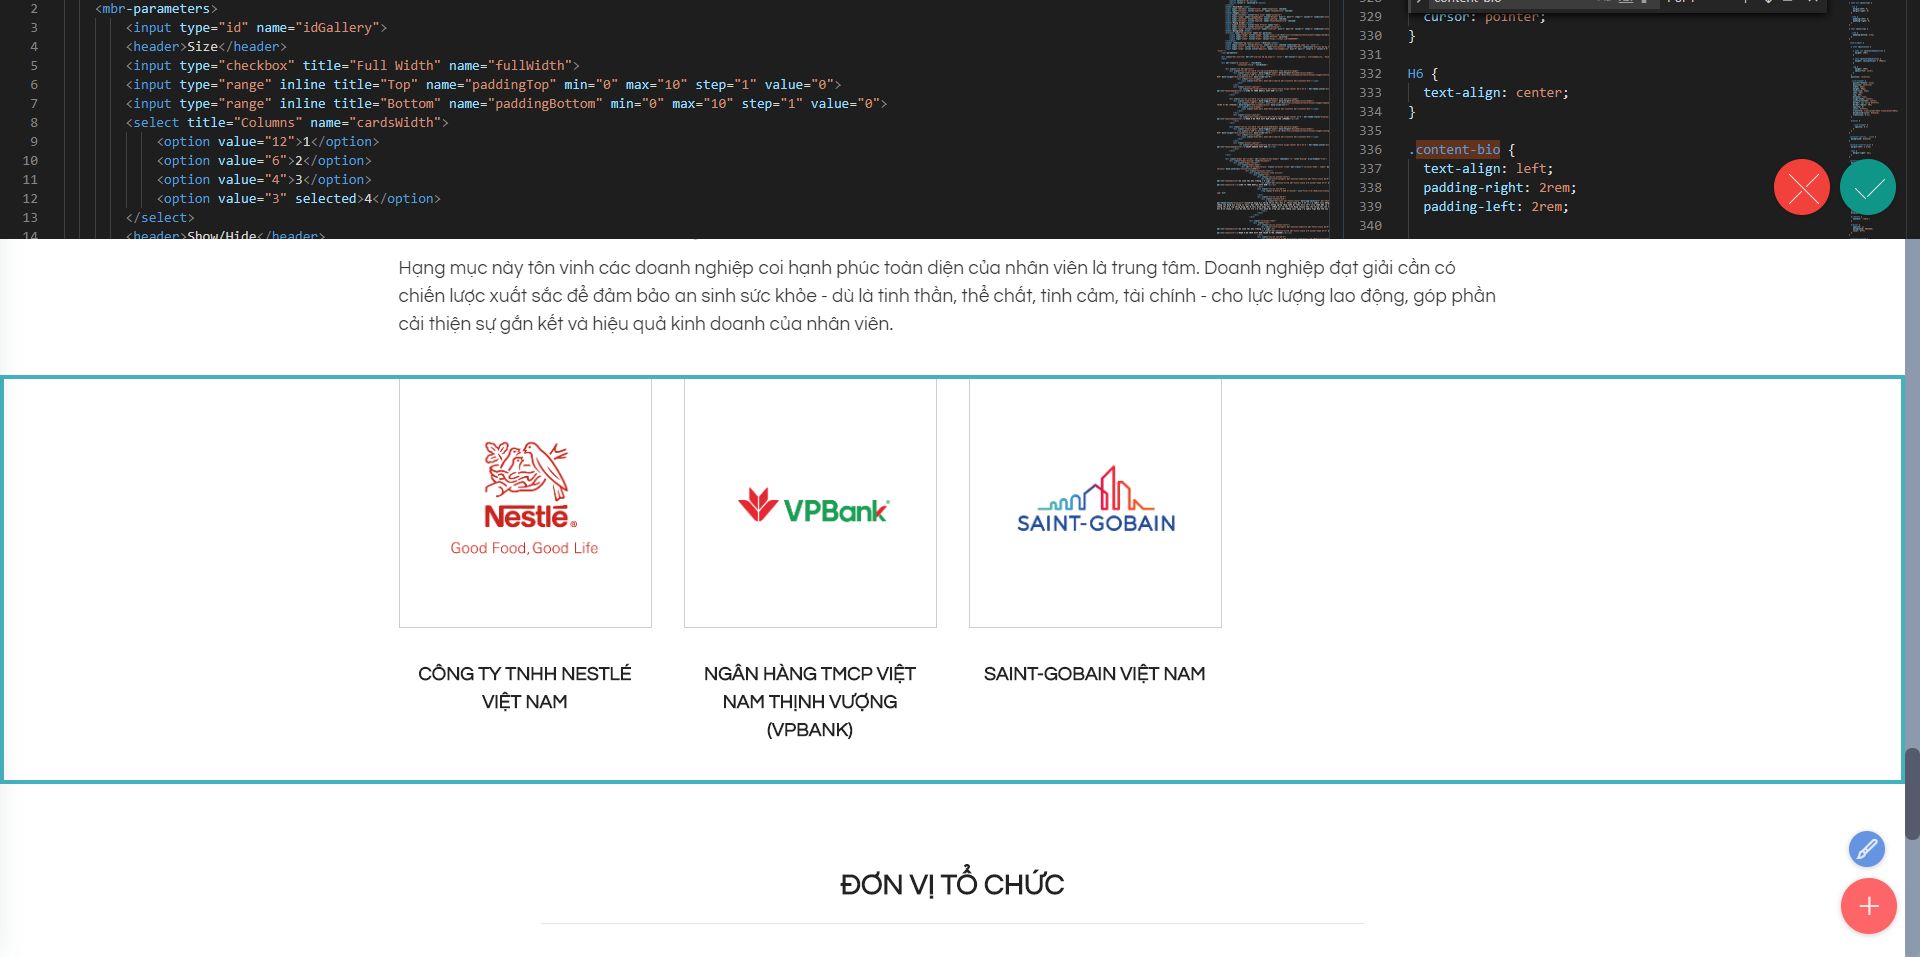 2 <mbr-parameters>
3 <input type="id" name="idGallery">
4 <header>Size</header>
5 <input type="checkbox" title="Full Width" name="fullWidth">
6 <input type="range" inline title="Top" name="paddingTop" min="0" max="10" step="1" value="0">
7 <input type="range" inline title="Bottom" name="paddingBottom" min="0" max="10" step="1" value="0">
8 <select title="Columns" name="cardsWidth">
9 <option value="12">1</option>
10 <option value="6">2</option>
11 <option value="4">3</option>
12 <option value="3" selected>4</option>
13 </select>
14 <header>Show/Hide</header>
329 cursor: pointer;
330 }
331
332 H6 {
333 text-align: center;
334 }
335
336 .content-bio {
337 text-align: left;
338 padding-right: 2rem;
339 padding-left: 2rem;
340
Hạng mục này tôn vinh các doanh nghiệp coi hạnh phúc toàn diện của nhân viên là trung tâm. Doanh nghiệp đạt giải cần có
chiến lược xuất sắc để đảm bảo an sinh sức khỏe - dù là tinh thần, thể chất, tình cảm, tài chính - cho lực lượng lao động, góp phần
cải thiện sự gắn kết và hiệu quả kinh doanh của nhân viên.
Nestlé®
Good Food, Good Life
VPBank
SAINT-GOBAIN
CÔNG TY TNHH NESTLÉ
VIỆT NAM
NGÂN HÀNG TMCP VIỆT
NAM THỊNH VƯỢNG
(VPBANK)
SAINT-GOBAIN VIỆT NAM
ĐƠN VỊ TỔ CHỨC